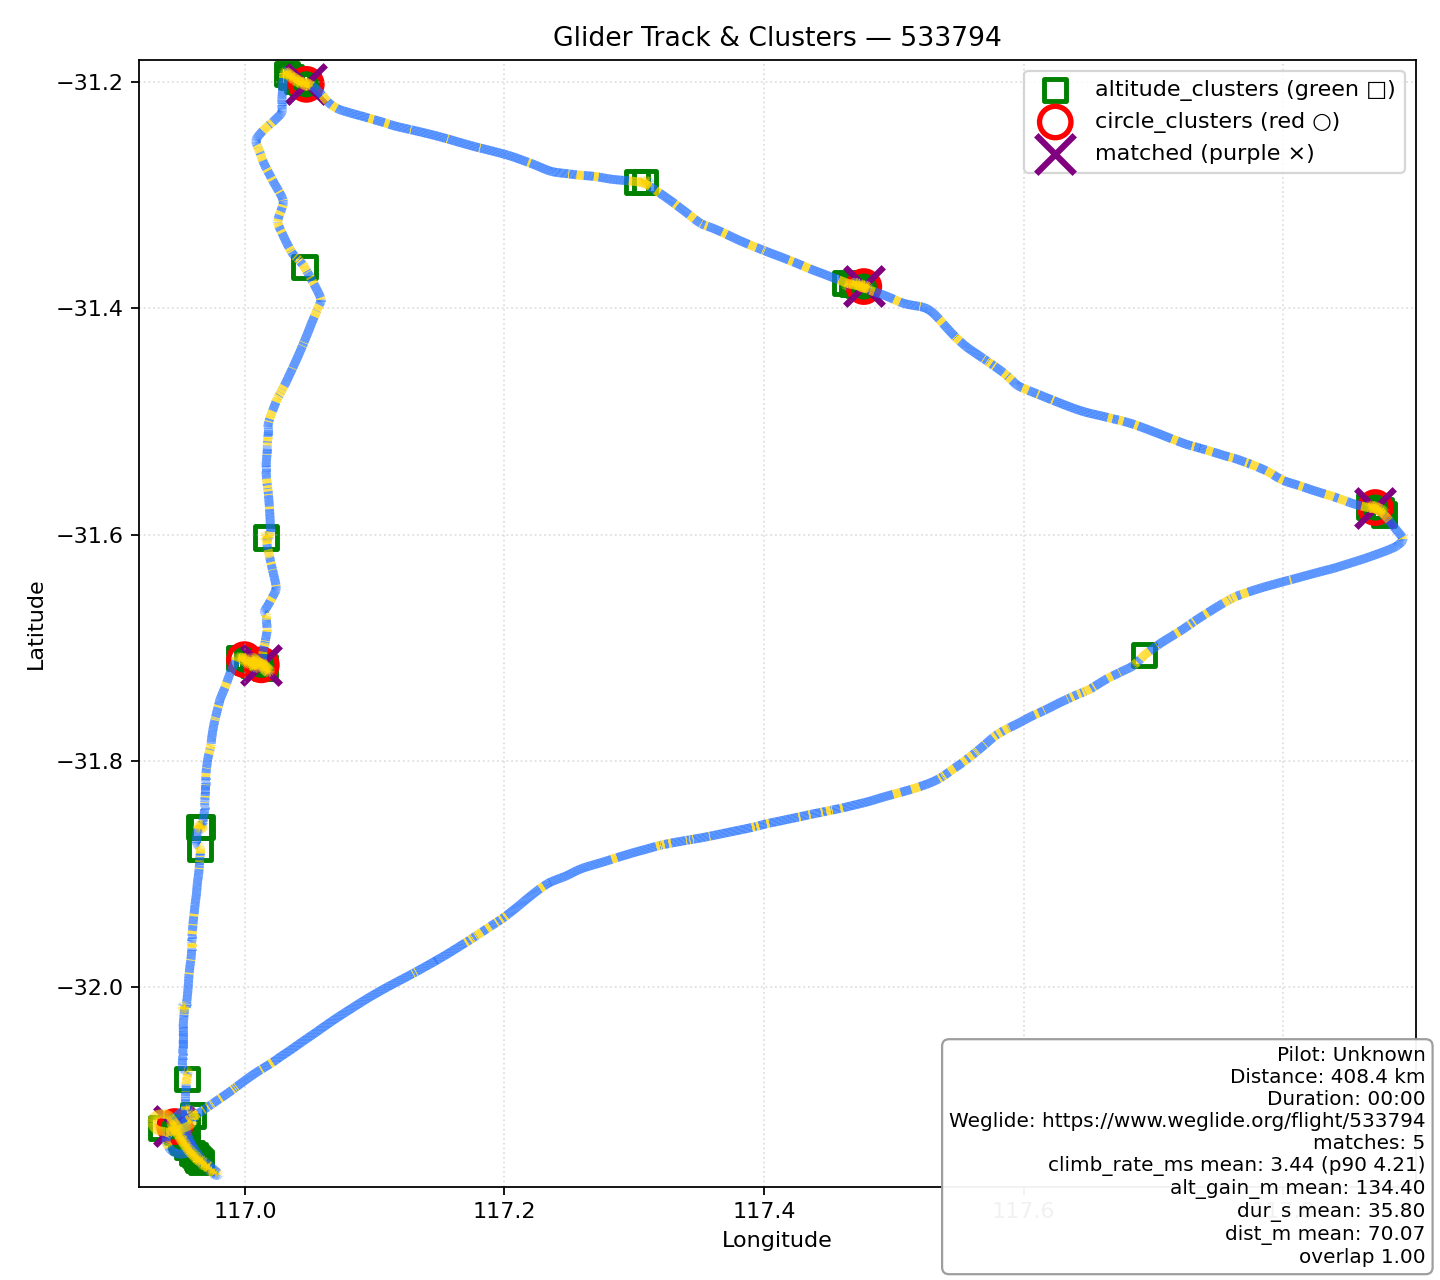 Glider Track & Clusters — 533794
altitude_clusters (green □)
circle_clusters (red ○)
matched (purple ×)
−31.2
−31.4
−31.6
−31.8
−32.0
Latitude
117.0
117.2
117.4
117.6
Longitude
Pilot: Unknown
Distance: 408.4 km
Duration: 00:00
Weglide: https://www.weglide.org/flight/533794
matches: 5
climb_rate_ms mean: 3.44 (p90 4.21)
alt_gain_m mean: 134.40
dur_s mean: 35.80
dist_m mean: 70.07
overlap 1.00